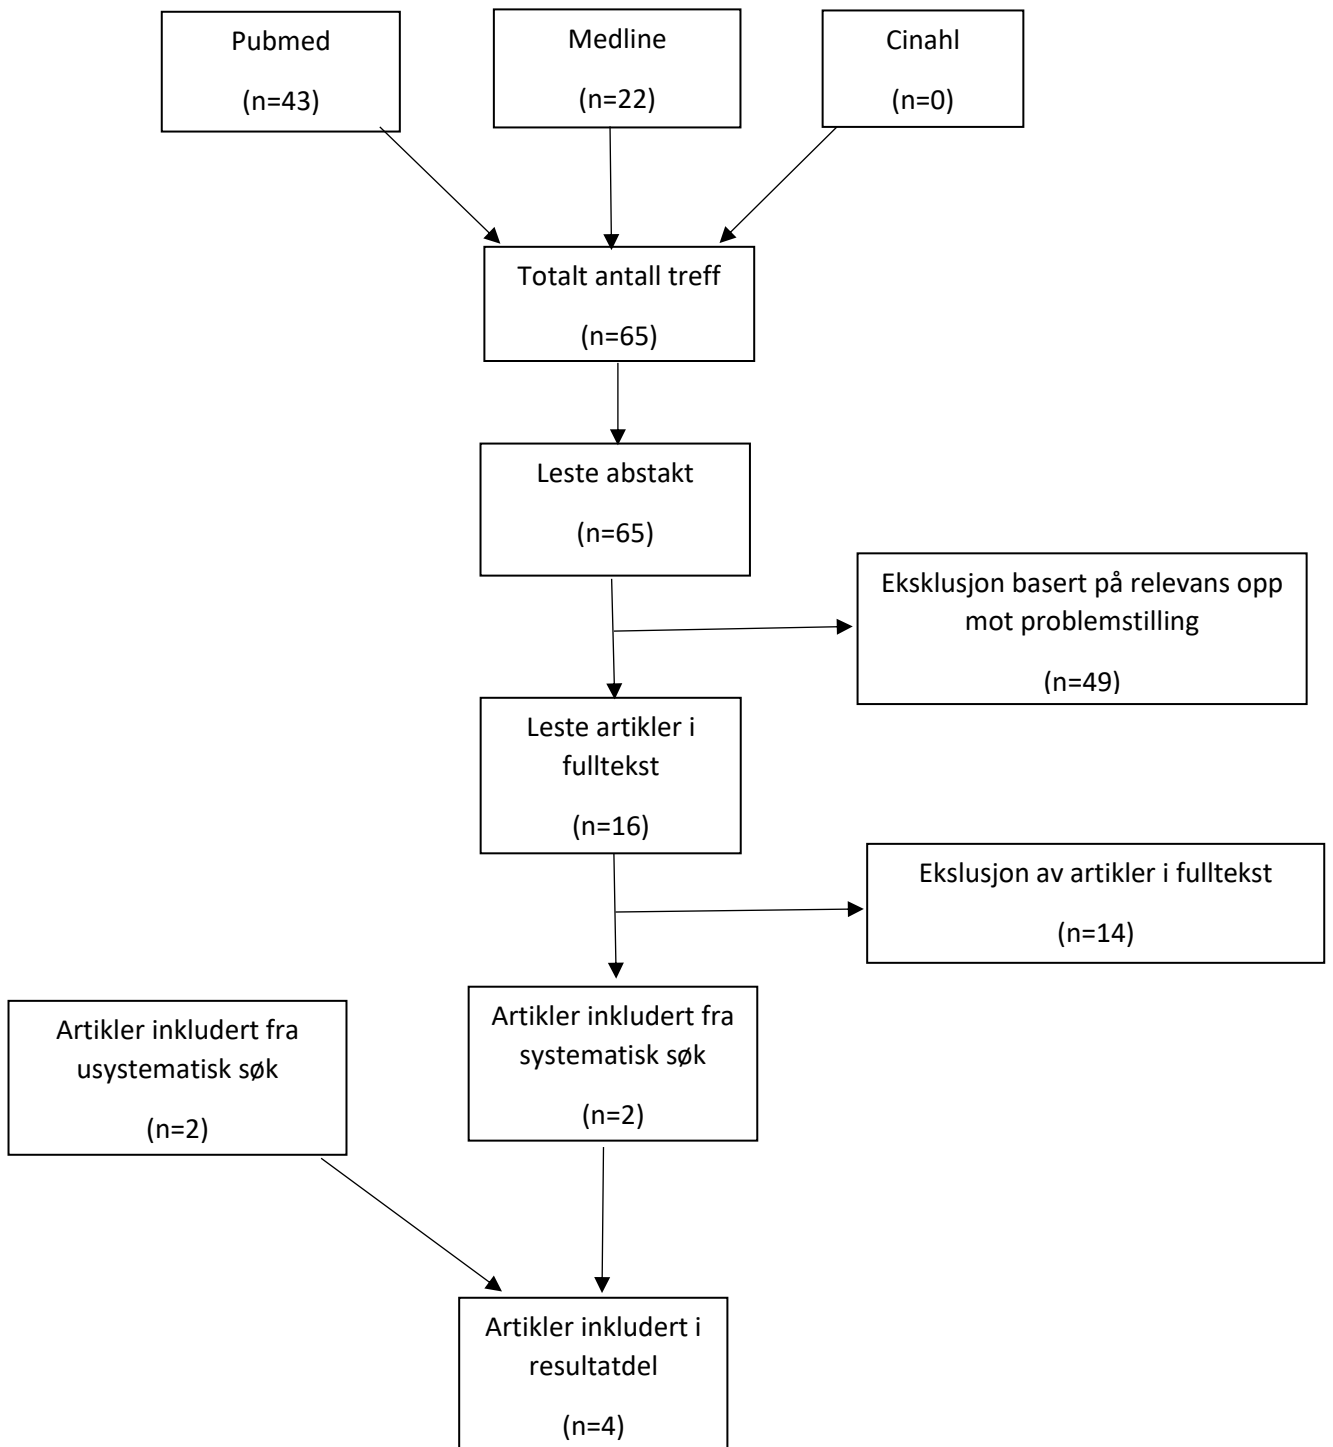 Pubmed
(n=43)
Medline
(n=22)
Cinahl
(n=0)
Totalt antall treff
(n=65)
Leste abstakt
(n=65)
Eksklusjon basert på relevans opp
mot problemstilling
(n=49)
Leste artikler i
fulltekst
(n=16)
Ekslusjon av artikler i fulltekst
(n=14)
Artikler inkludert fra
usystematisk søk
(n=2)
Artikler inkludert fra
systematisk søk
(n=2)
Artikler inkludert i
resultatdel
(n=4)